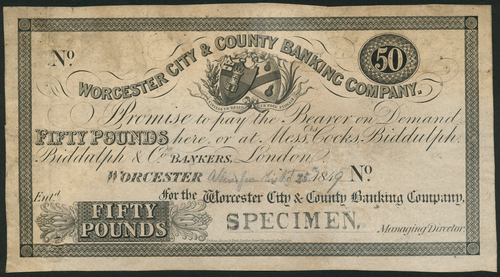 No.
50
WORCESTER CITY & COUNTY BANKING COMPANY.
Promise to pay the Bearer on Demand
FIFTY POUNDS here, or at Messrs. Cocks, Biddulph,
Biddulph & Co. BANKERS, London
WORCESTER 18 No.
Entd.
For the Worcester City & County Banking Company,
FIFTY POUNDS
SPECIMEN.
Managing Director.